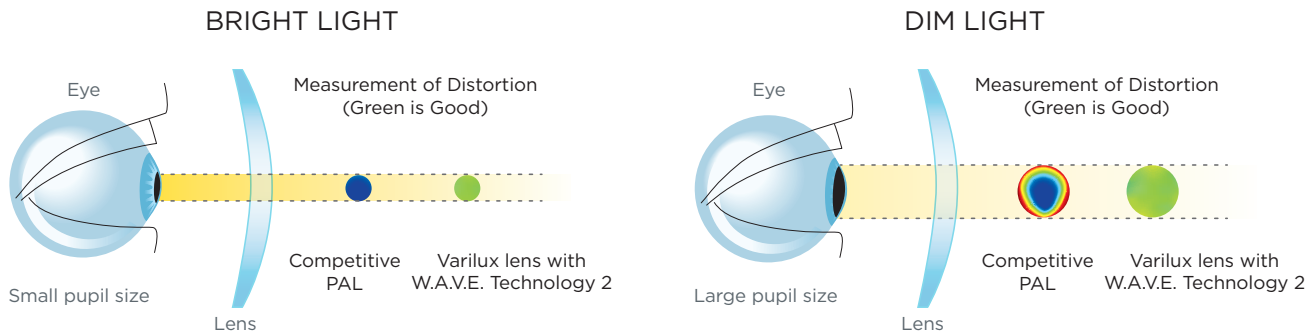 BRIGHT LIGHT
Eye
Measurement of Distortion
(Green is Good)
Competitive
PAL
Varilux lens with
W.A.V.E. Technology 2
Small pupil size
Lens
DIM LIGHT
Eye
Measurement of Distortion
(Green is Good)
Competitive
PAL
Varilux lens with
W.A.V.E. Technology 2
Large pupil size
Lens